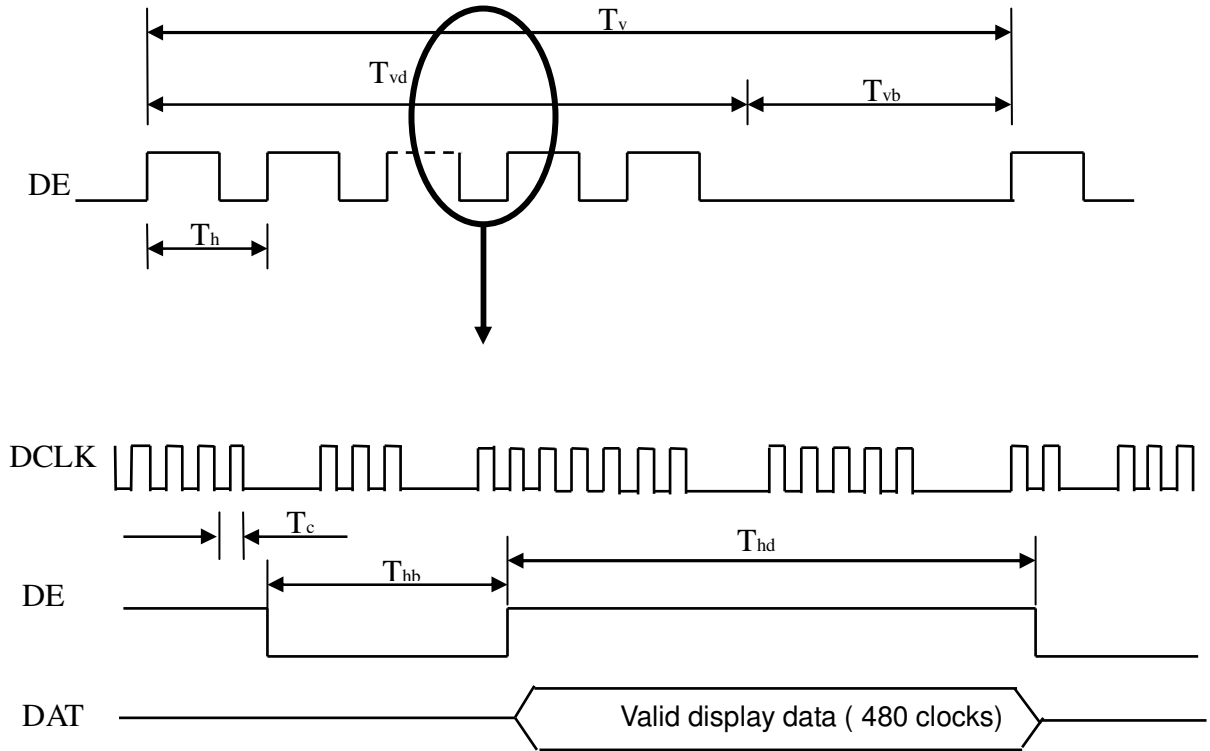 Tv
Tvd
Tvb
DE
Th
DCLK
Tc
Thd
Thb
DE
DAT
Valid display data ( 480 clocks)